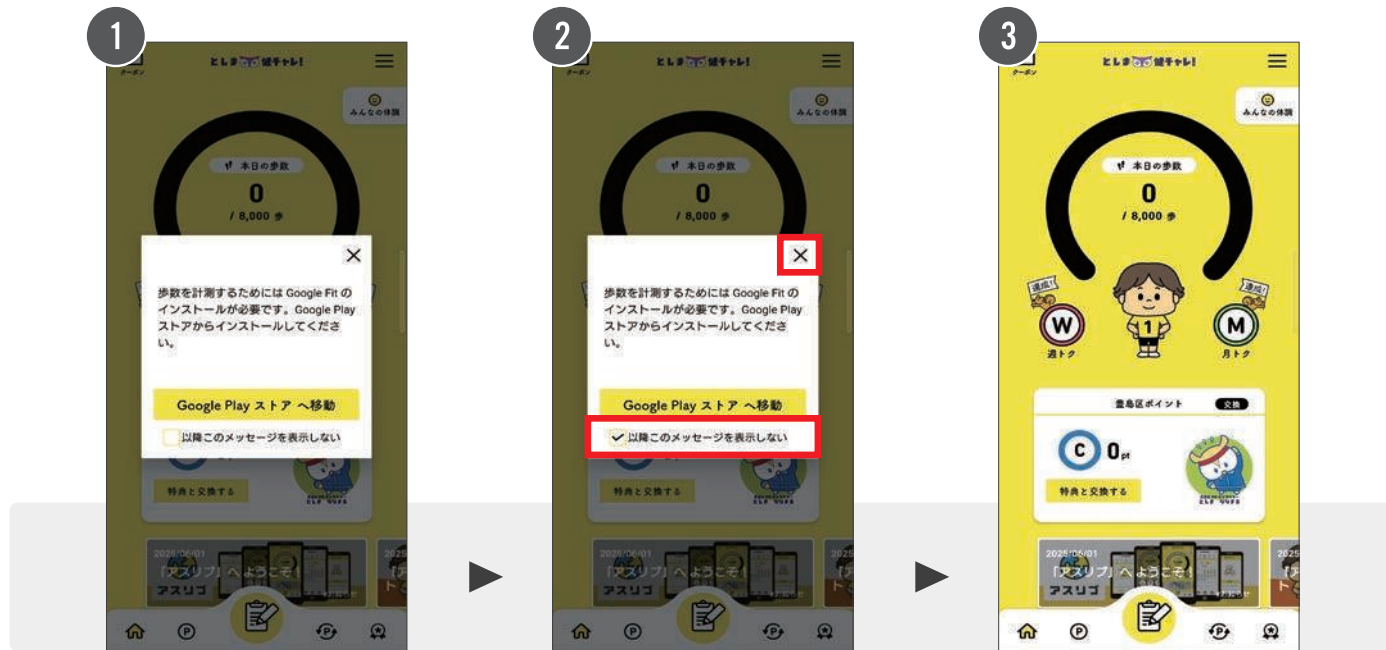 1
クーポン
としま 健チャレ!
みんなの体調
本日の歩数
0
/ 8,000 歩
歩数を計測するためには Google Fit の
インストールが必要です。Google Play
ストアからインストールしてくださ
い。
Google Play ストア へ移動
以降このメッセージを表示しない
特典と交換する
2025/06/01
「アスリブ」へようこそ!
2
クーポン
としま 健チャレ!
みんなの体調
本日の歩数
0
/ 8,000 歩
歩数を計測するためには Google Fit の
インストールが必要です。Google Play
ストアからインストールしてくださ
い。
Google Play ストア へ移動
以降このメッセージを表示しない
特典と交換する
2025/06/01
「アスリブ」へようこそ!
3
クーポン
としま 健チャレ!
みんなの体調
本日の歩数
0
/ 8,000 歩
達成!
達成!
W
1
M
週トク
月トク
豊島区ポイント
交換
C 0 pt
特典と交換する
2025/06/01
2025
「アスリブ」へようこそ!